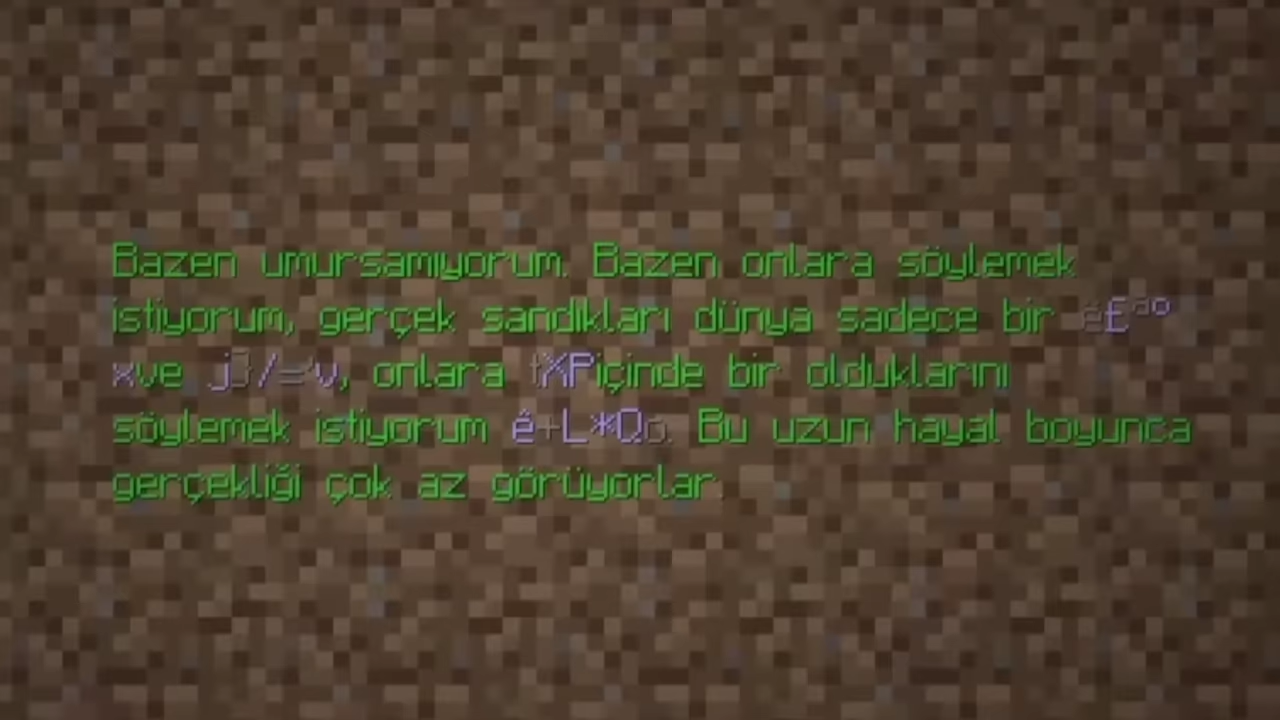 Bazen umursamıyorum. Bazen onlara söylemek
istiyorum, gerçek sandıkları dünya sadece bir
ve onlara içinde bir olduklarını
söylemek istiyorum Bu uzun hayal boyunca
gerçekliği çok az görüyorlar.